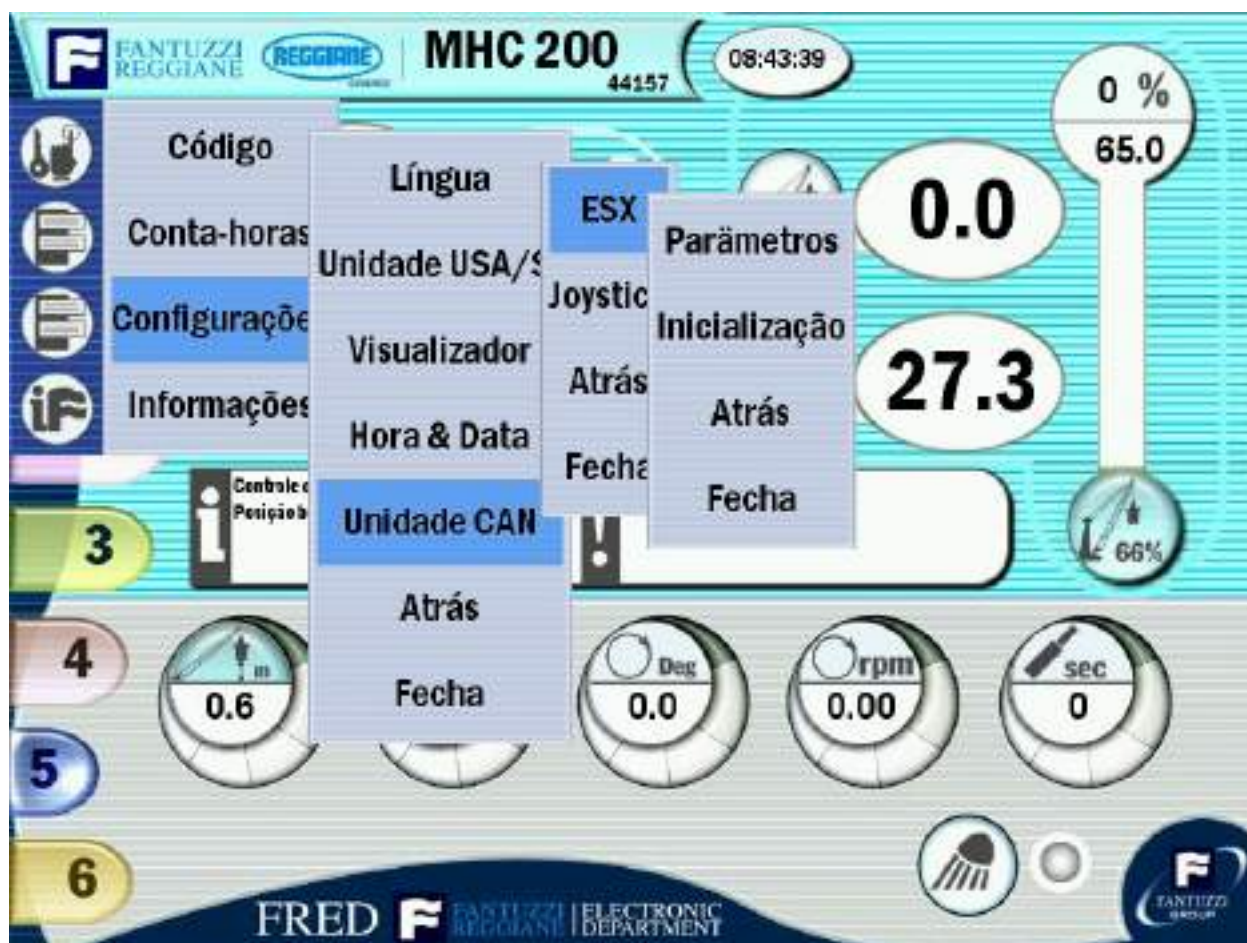 FANTUZZI
REGGIANE
REGGIANE
MHC 200
44157
08:43:39
0 %
65.0
Código
Conta-horas
Configuraçõe
Informações
Língua
Unidade USA/S
Visualizador
Hora & Data
Unidade CAN
Atrás
Fecha
ESX
Joystic
Atrás
Fecha
Parämetros
Inicialização
Atrás
Fecha
0.0
27.3
66%
Controle
Posição
3
4
5
6
m
0.6
Deg
0.0
rpm
0.00
sec
0
FRED
FANTUZZI
REGGIANE
ELECTRONIC
DEPARTMENT
FANTUZZI
GROUP